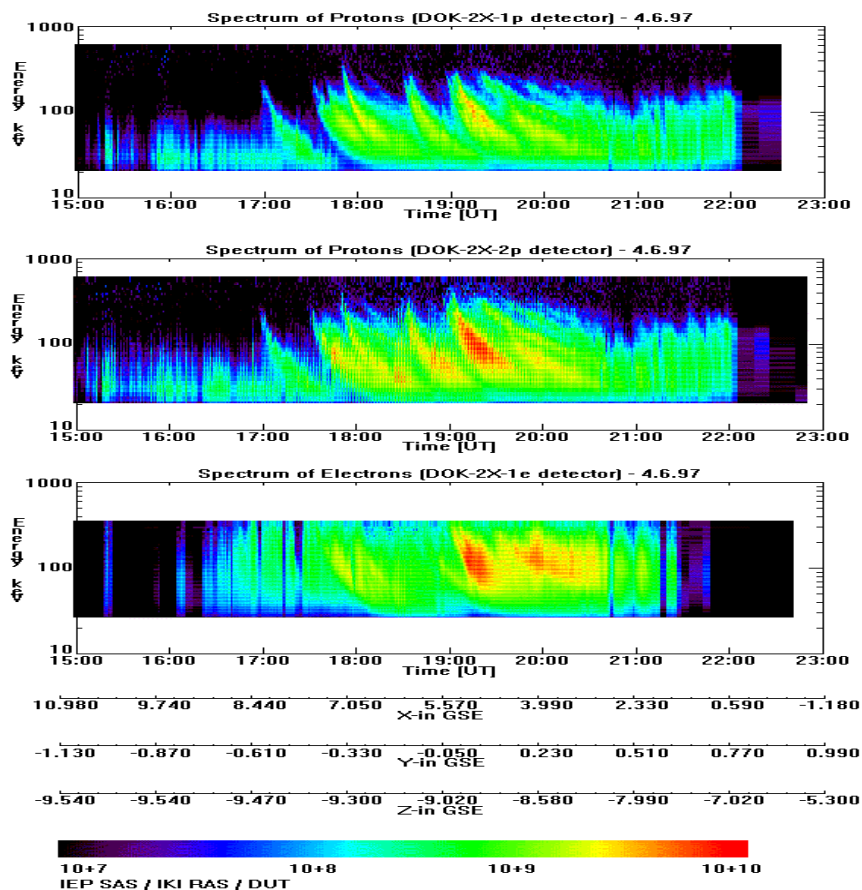 Spectrum of Protons (DOK-2X-1p detector) - 4.6.97
1000
100
10
Energy keV
15:00 16:00 17:00 18:00 19:00 20:00 21:00 22:00 23:00
Time [UT]
Spectrum of Protons (DOK-2X-2p detector) - 4.6.97
1000
100
10
Energy keV
15:00 16:00 17:00 18:00 19:00 20:00 21:00 22:00 23:00
Time [UT]
Spectrum of Electrons (DOK-2X-1e detector) - 4.6.97
1000
100
10
Energy keV
15:00 16:00 17:00 18:00 19:00 20:00 21:00 22:00 23:00
Time [UT]
10.980 9.740 8.440 7.050 5.570 3.990 2.330 0.590 -1.180
X-in GSE
-1.130 -0.870 -0.610 -0.330 -0.050 0.230 0.510 0.770 0.990
Y-in GSE
-9.540 -9.540 -9.470 -9.300 -9.020 -8.580 -7.990 -7.020 -5.300
Z-in GSE
10+7 10+8 10+9 10+10
IEP SAS / IKI RAS / DUT